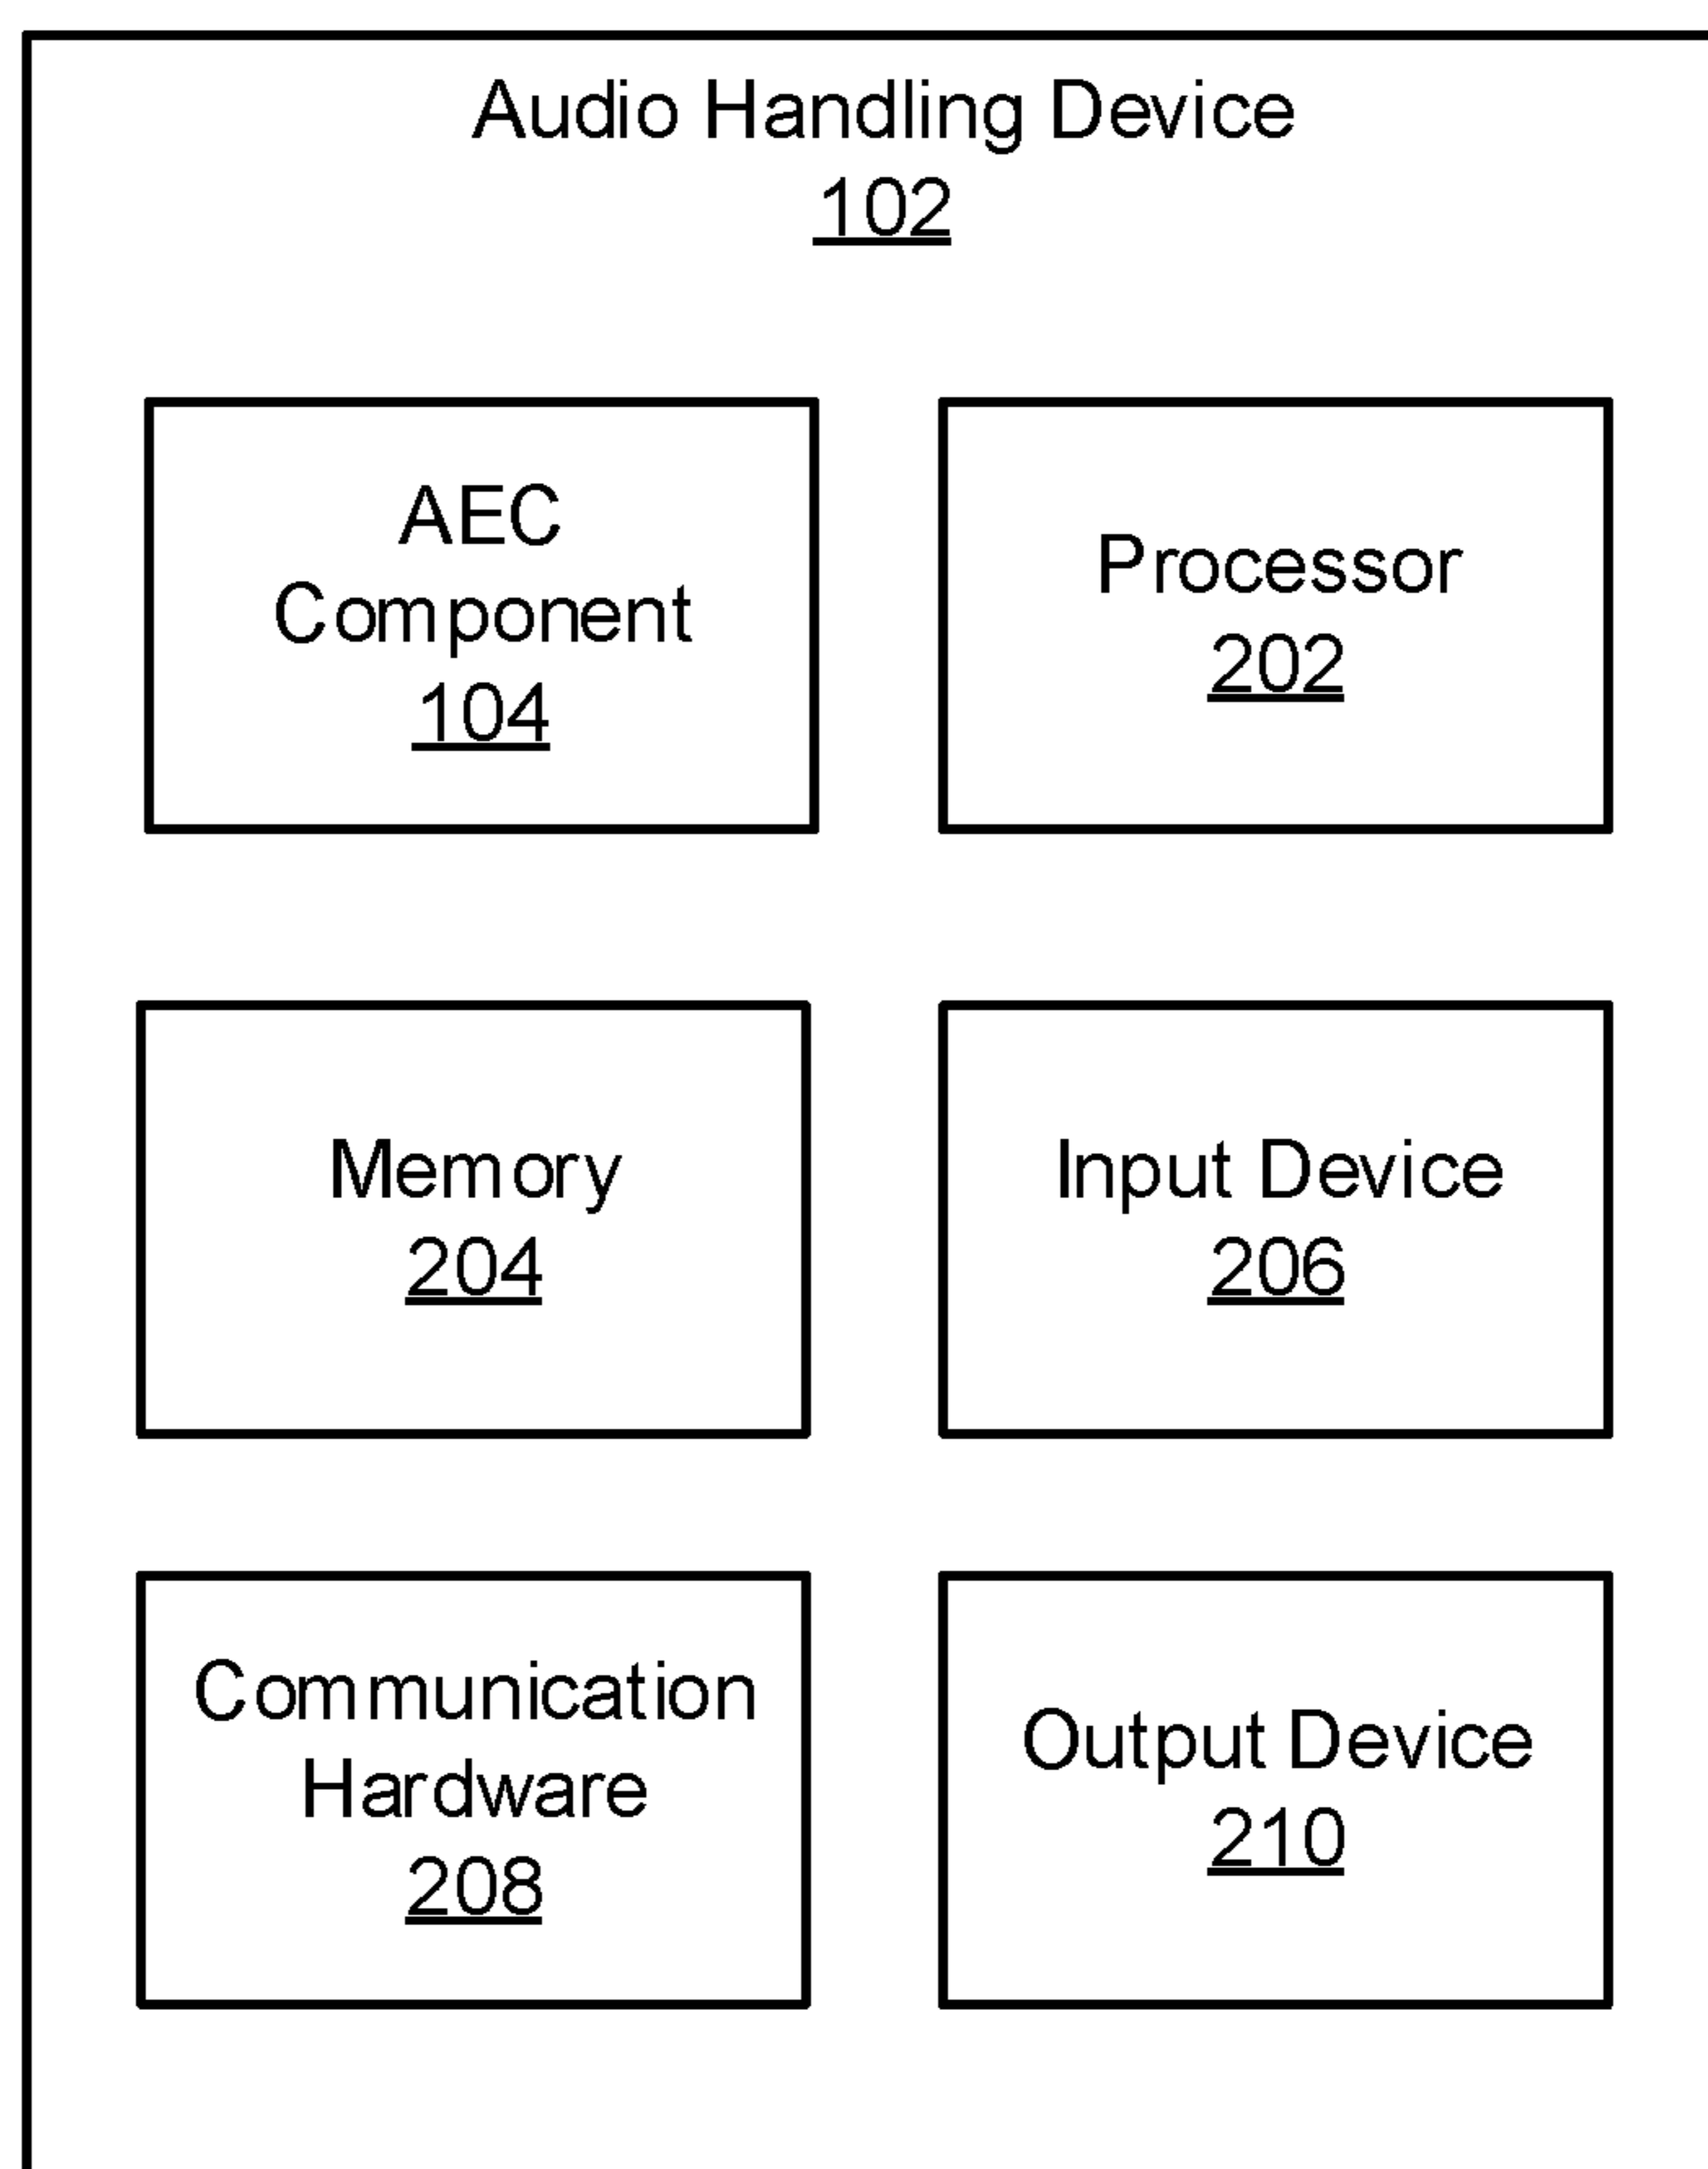 Audio Handling Device
102
AEC
Component
104
Processor
202
Memory
204
Input Device
206
Communication
Hardware
208
Output Device
210